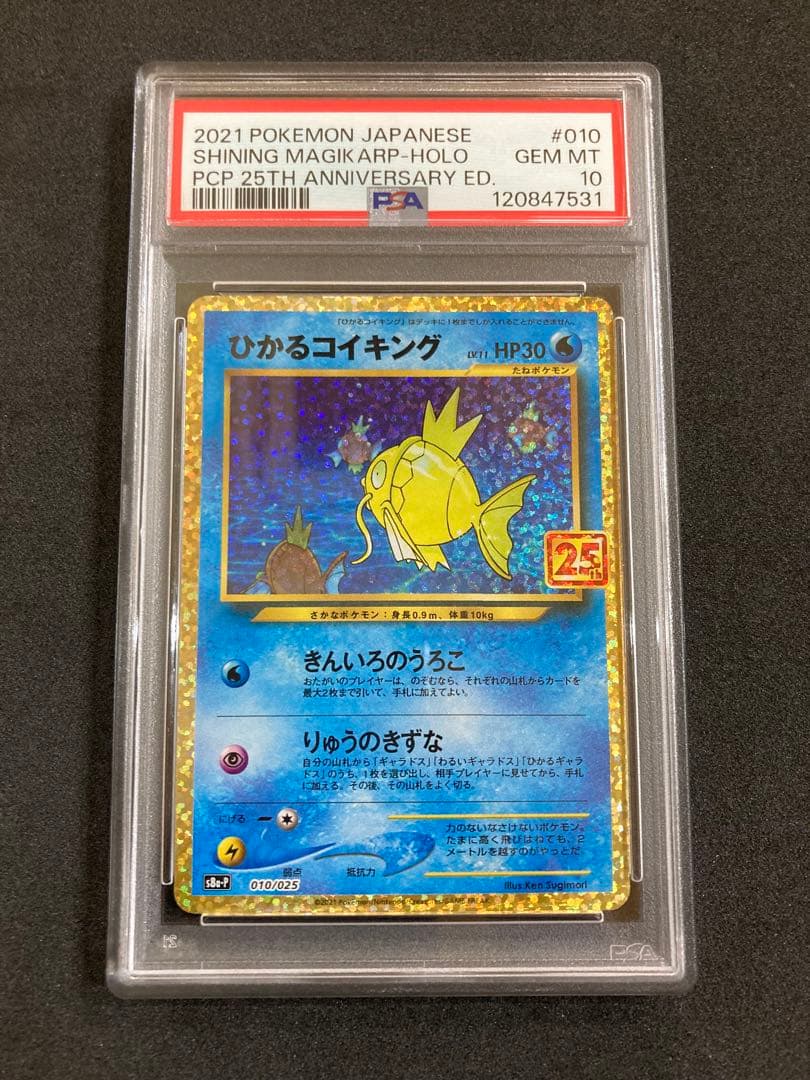 2021 POKEMON JAPANESE #010
SHINING MAGIKARP-HOLO GEM MT
PCP 25TH ANNIVERSARY ED. 10
PSA 120847531
「ひかるコイキング」はデッキに1枚までしか入れることができません。
ひかるコイキング LV.11 HP30
たねポケモン
25th
さかなポケモン:身長0.9m、体重10kg
きんいろのうろこ
おたがいのプレイヤーは、のぞむなら、それぞれの山札からカードを
最大2枚まで引いて、手札に加えてよい。
りゅうのきずな
自分の山札から「ギャラドス」「わるいギャラドス」「ひかるギャラ
ドス」のうち、1枚を選び出し、相手プレイヤーに見せてから、手札
に加える。その後、その山札をよく切る。
にげる
力のないなさけないポケモン。
たまに高く飛びはねても、2
メートルを越すのがやっとだ
弱点 抵抗力
s8a-P 010/025
Illus.Ken Sugimori
©2021 Pokémon/Nintendo/Creatures/GAME FREAK.
PSA